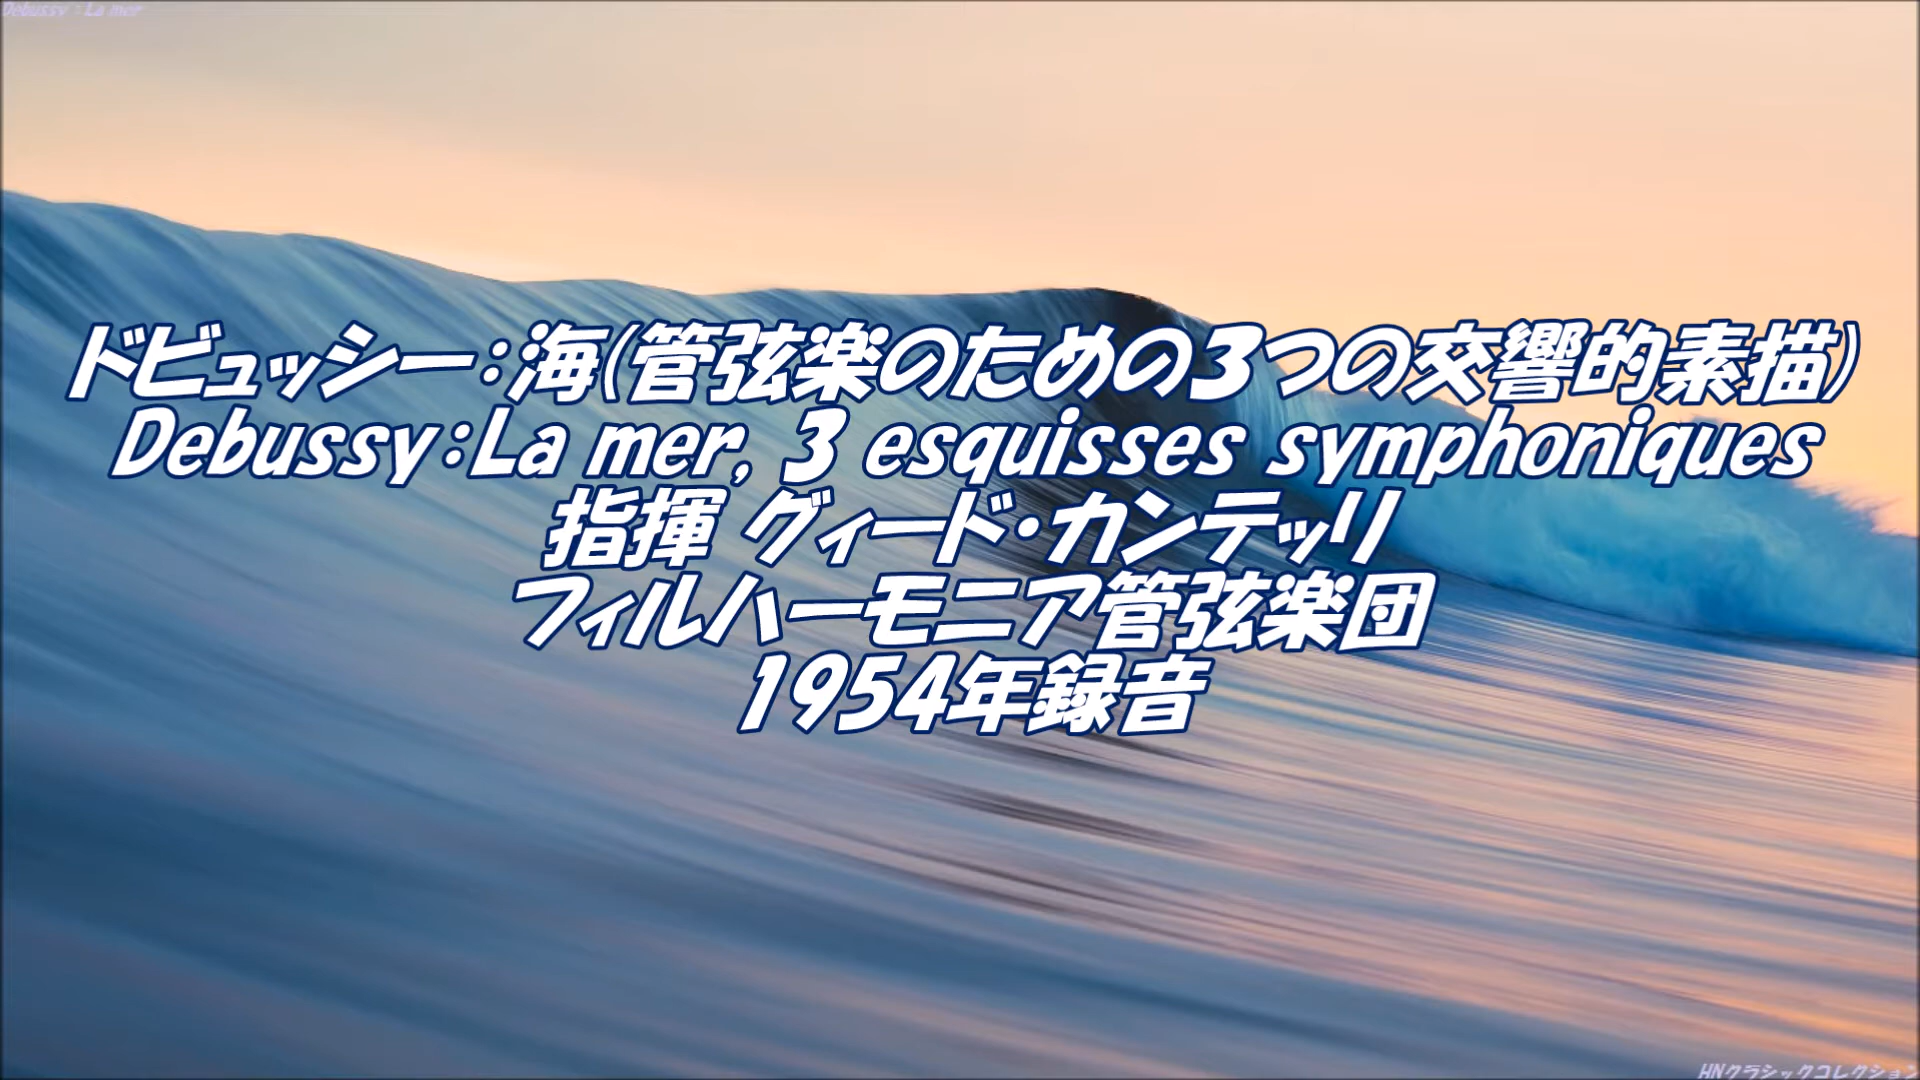 Debussy：La mer
ドビュッシー：海(管弦楽のための３つの交響的素描)
Debussy：La mer, 3 esquisses symphoniques
指揮 グィード・カンテッリ
フィルハーモニア管弦楽団
1954年録音
HNクラシックコレクション